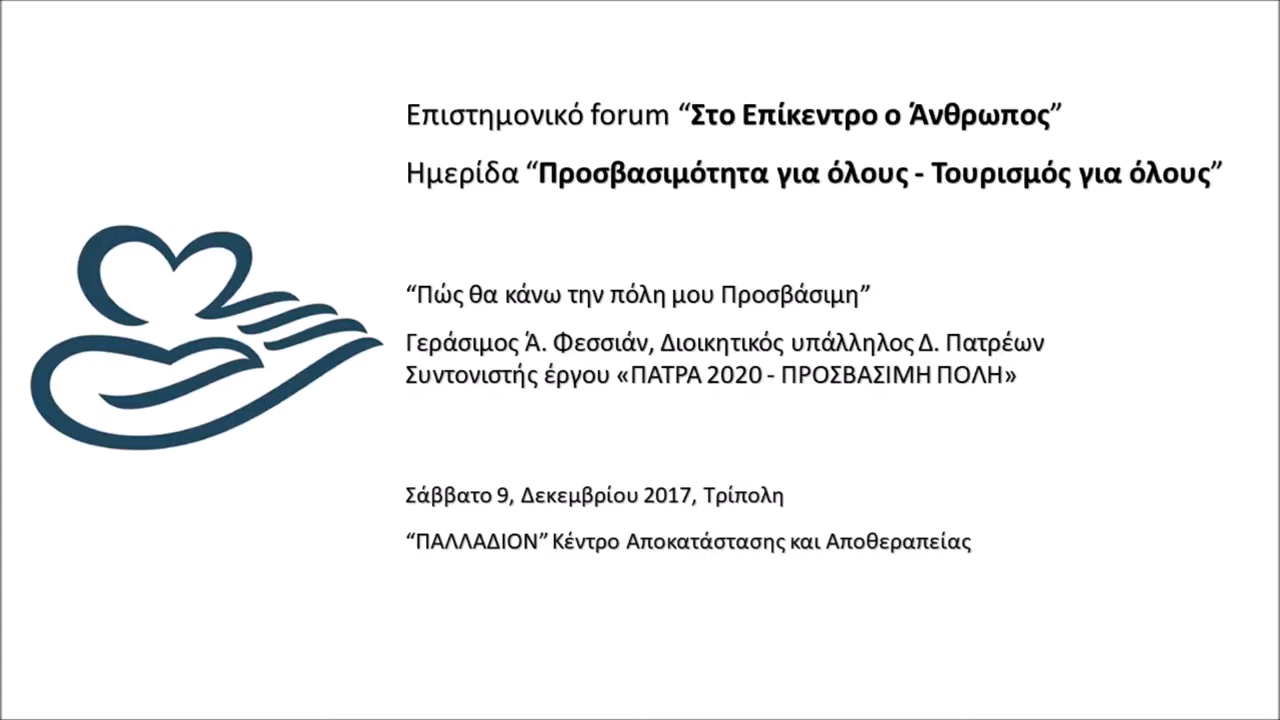 Επιστημονικό forum “Στο Επίκεντρο ο Άνθρωπος”
Ημερίδα “Προσβασιμότητα για όλους - Τουρισμός για όλους”
“Πώς θα κάνω την πόλη μου Προσβάσιμη”
Γεράσιμος Ά. Φεσσιάν, Διοικητικός υπάλληλος Δ. Πατρέων
Συντονιστής έργου «ΠΑΤΡΑ 2020 - ΠΡΟΣΒΑΣΙΜΗ ΠΟΛΗ»
Σάββατο 9, Δεκεμβρίου 2017, Τρίπολη
“ΠΑΛΛΑΔΙΟΝ” Κέντρο Αποκατάστασης και Αποθεραπείας